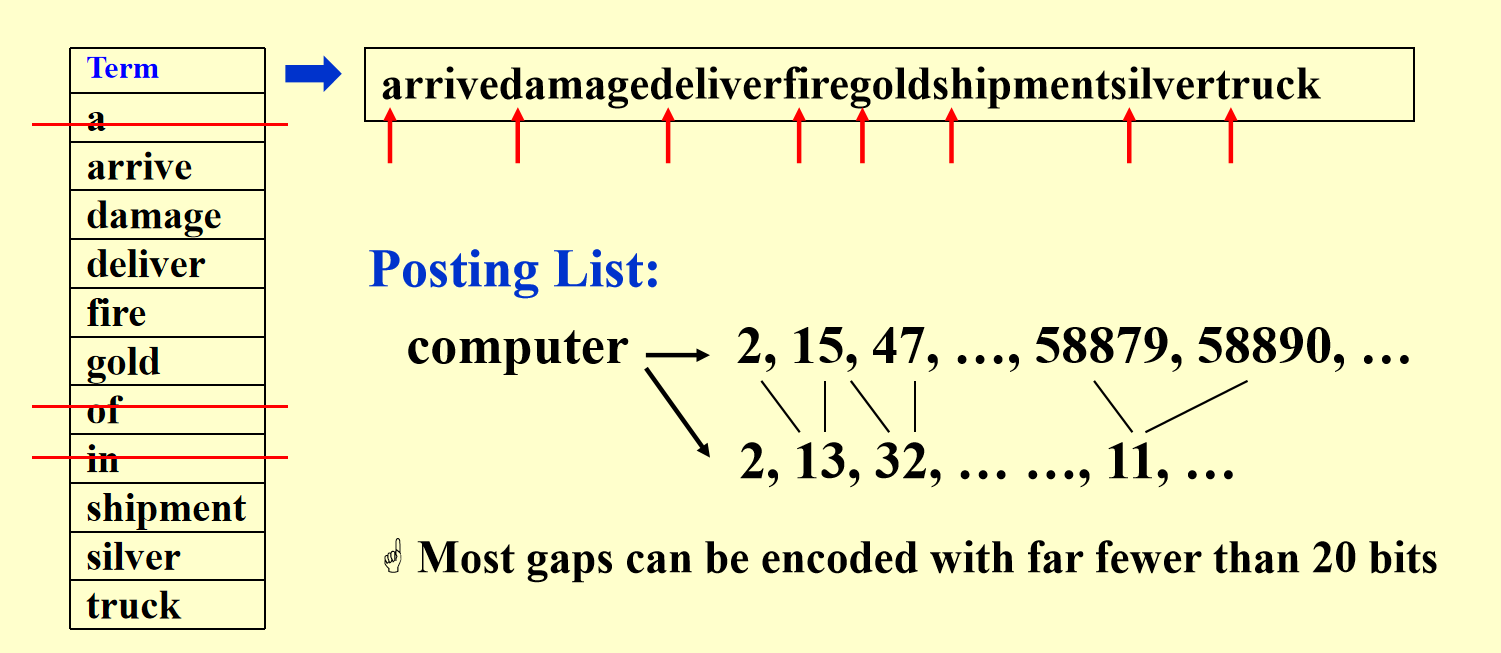 Term
a
arrive
damage
deliver
fire
gold
of
in
shipment
silver
truck
arrivedamagedeliverfiregoldshipmentsilvertruck
Posting List:
computer 2, 15, 47, …, 58879, 58890, …
2, 13, 32, … …, 11, …
☝ Most gaps can be encoded with far fewer than 20 bits